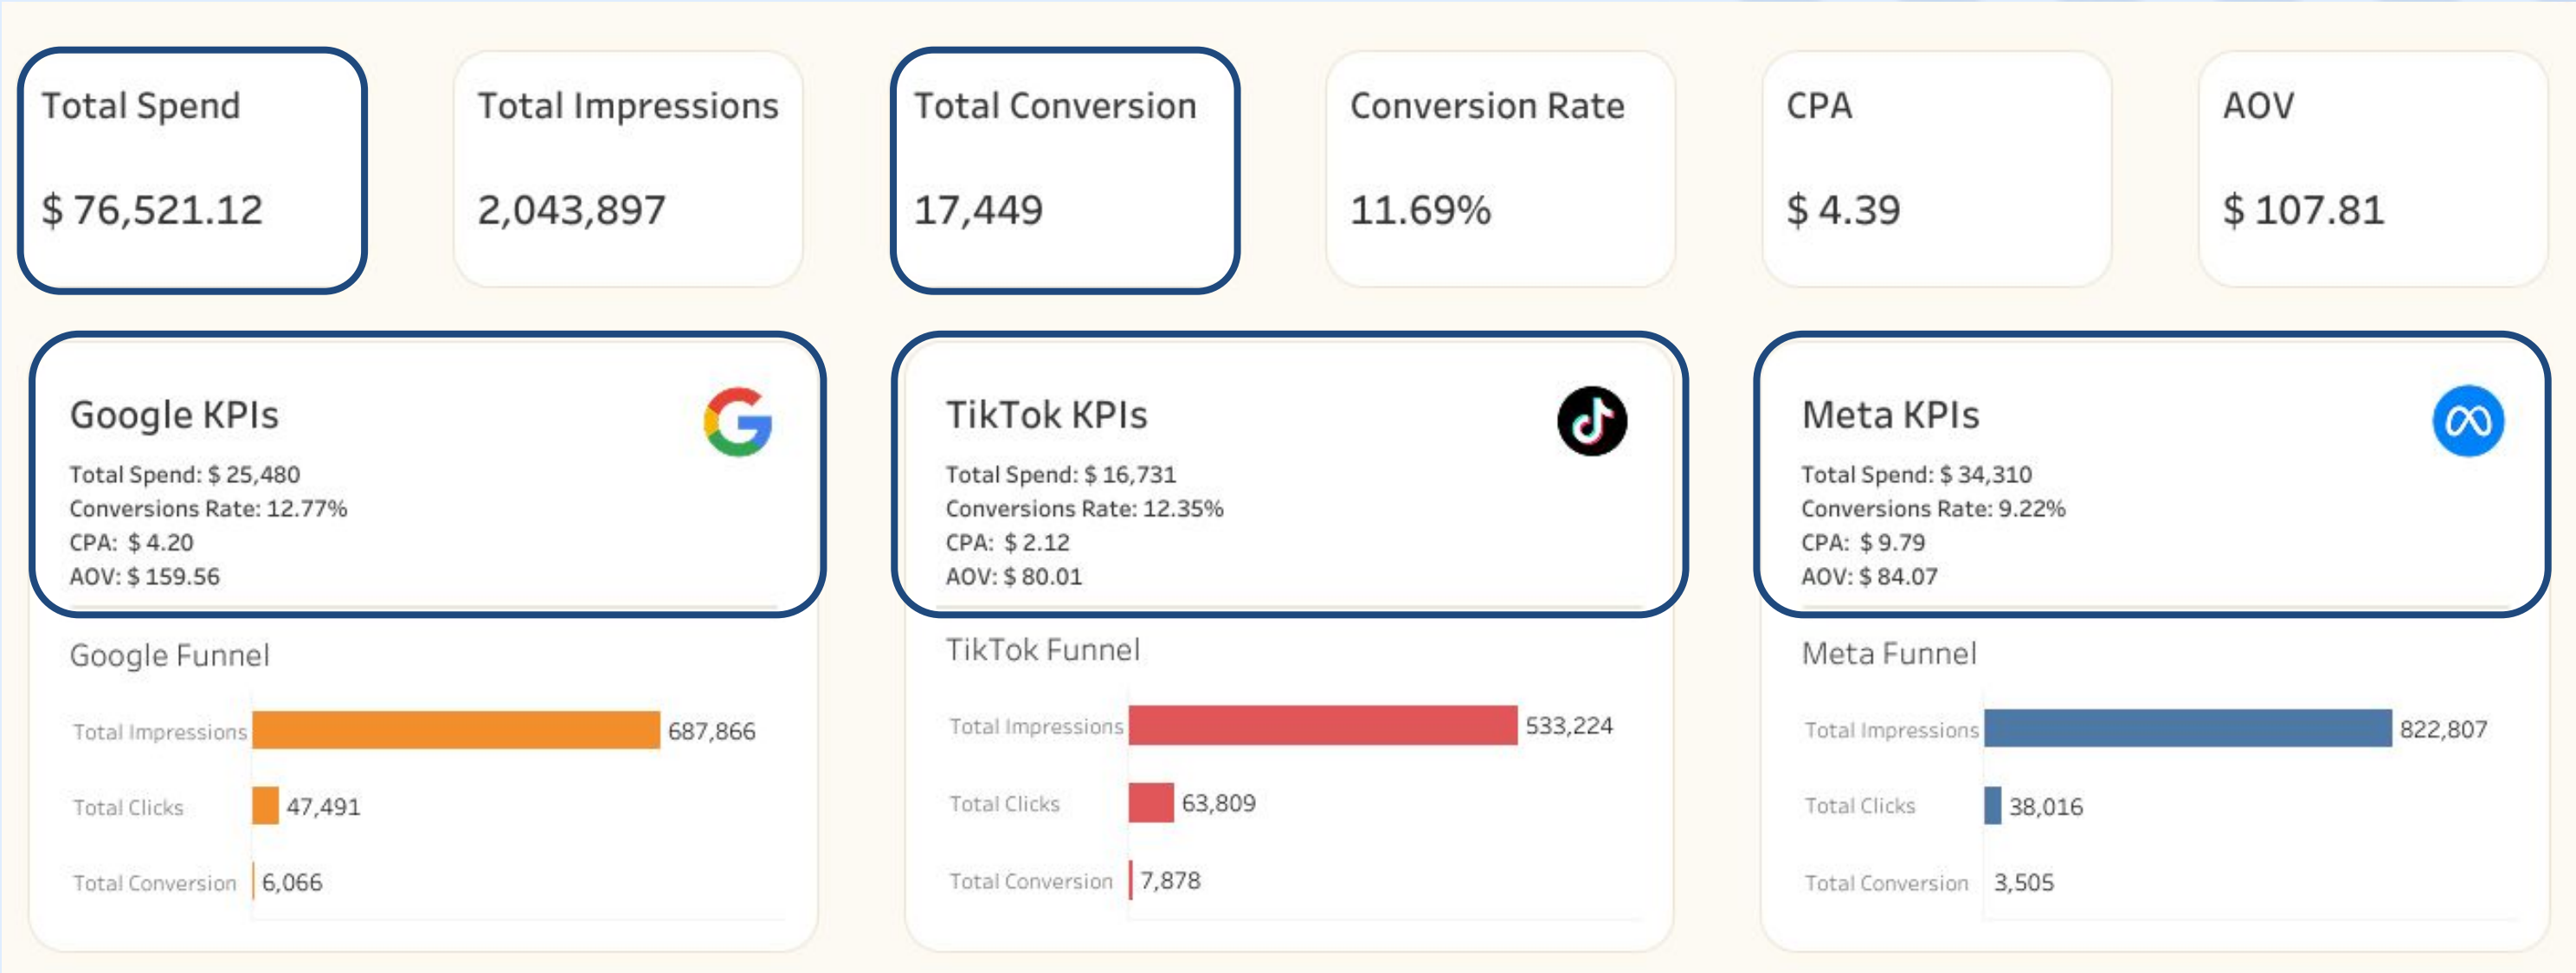 Total Spend
$ 76,521.12
Total Impressions
2,043,897
Total Conversion
17,449
Conversion Rate
11.69%
CPA
$ 4.39
AOV
$ 107.81
Google KPIs
Total Spend: $ 25,480
Conversions Rate: 12.77%
CPA: $ 4.20
AOV: $ 159.56
Google Funnel
Total Impressions 687,866
Total Clicks 47,491
Total Conversion 6,066
TikTok KPIs
Total Spend: $ 16,731
Conversions Rate: 12.35%
CPA: $ 2.12
AOV: $ 80.01
TikTok Funnel
Total Impressions 533,224
Total Clicks 63,809
Total Conversion 7,878
Meta KPIs
Total Spend: $ 34,310
Conversions Rate: 9.22%
CPA: $ 9.79
AOV: $ 84.07
Meta Funnel
Total Impressions 822,807
Total Clicks 38,016
Total Conversion 3,505